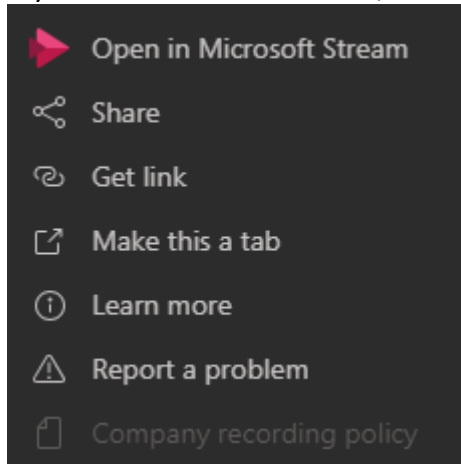 Open in Microsoft Stream
Share
Get link
Make this a tab
Learn more
Report a problem
Company recording policy